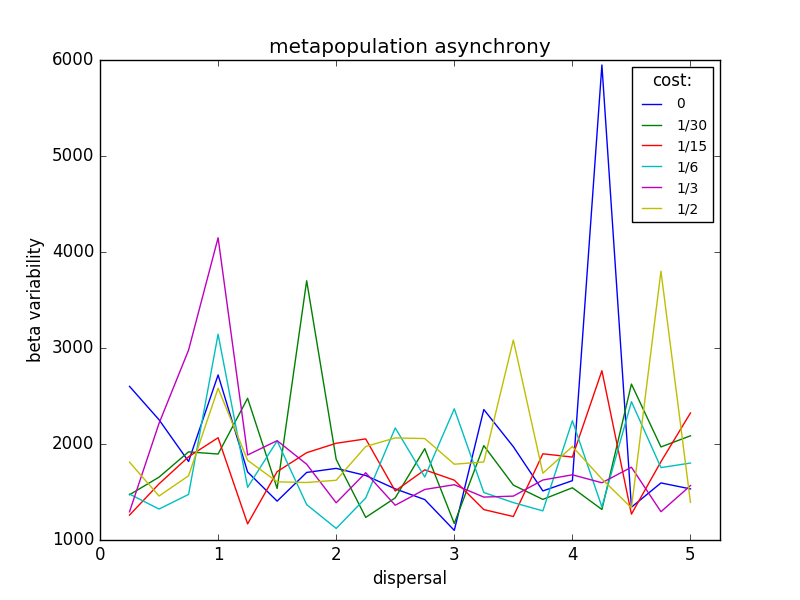 metapopulation asynchrony
6000
5000
4000
3000
2000
1000
beta variability
cost:
0
1/30
1/15
1/6
1/3
1/2
0 1 2 3 4 5
dispersal